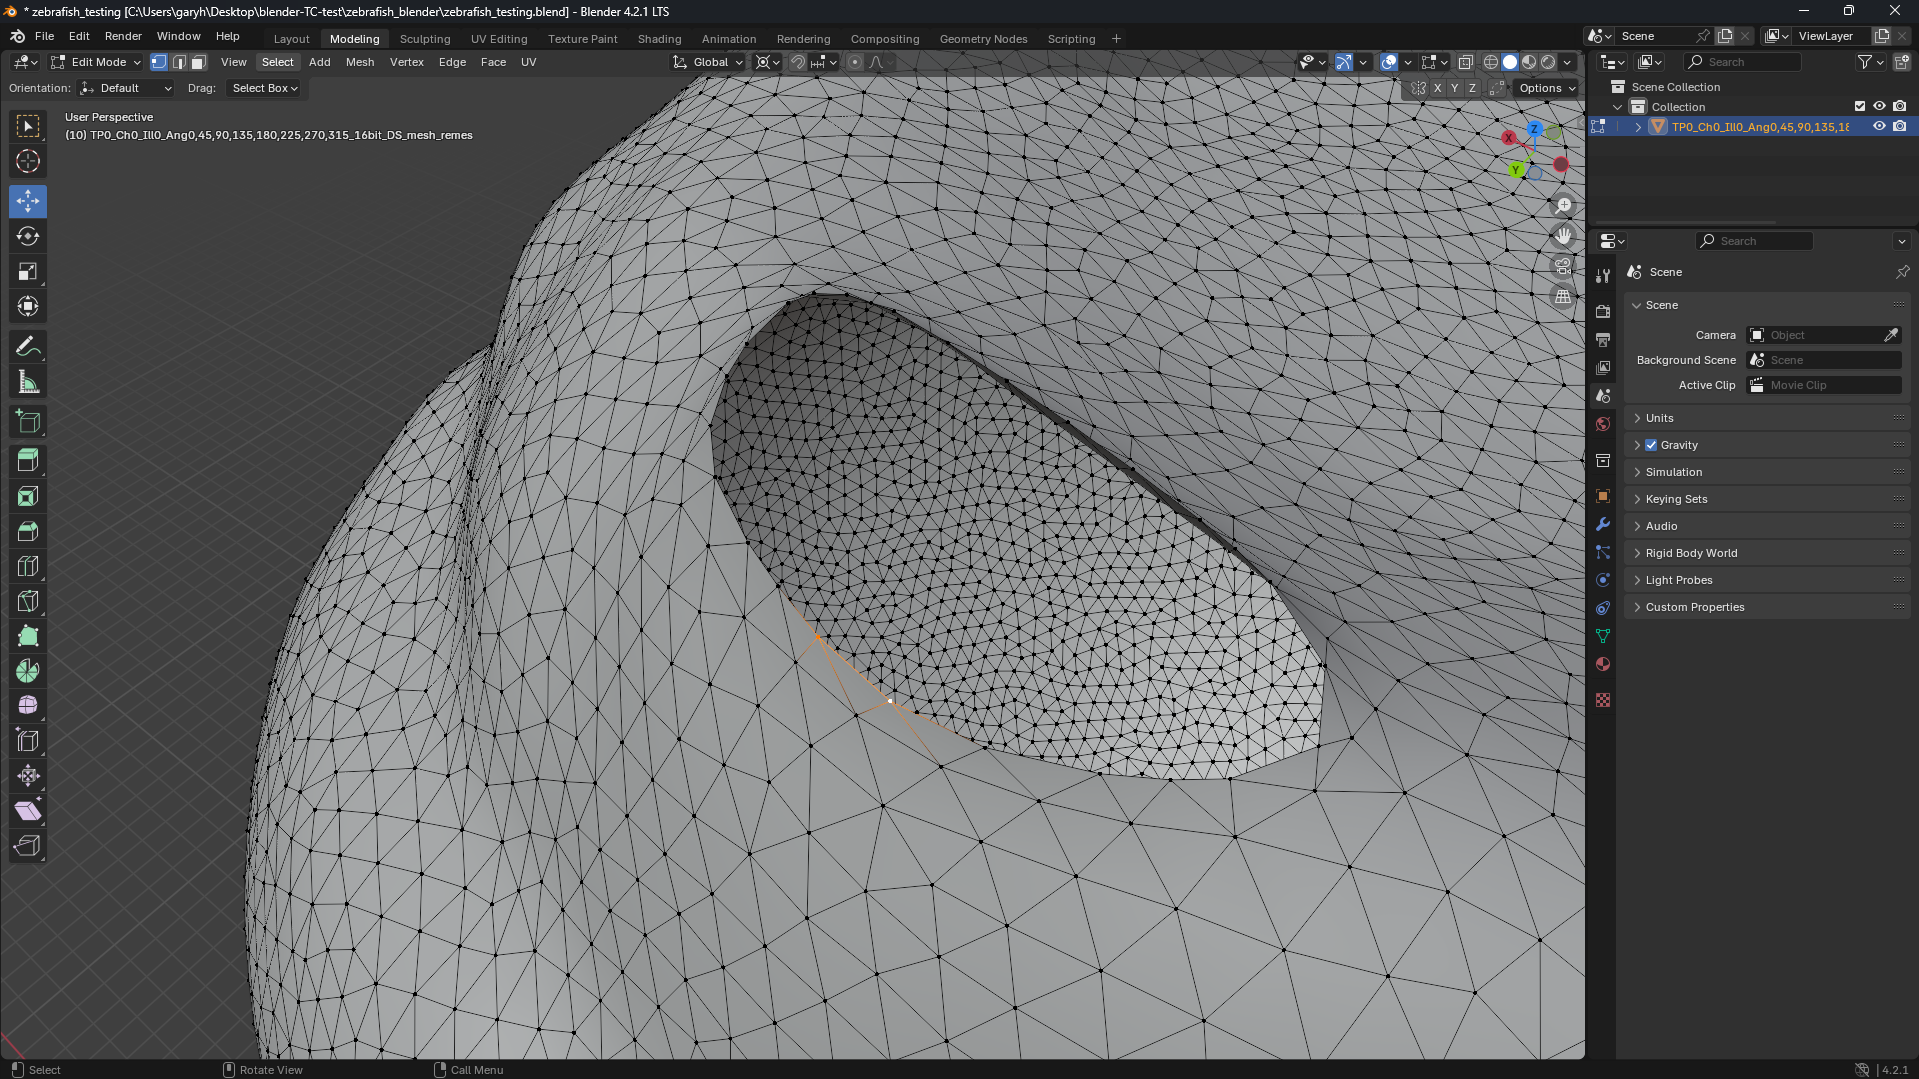 * zebrafish_testing [C:\Users\garyh\Desktop\blender-TC-test\zebrafish_blender\zebrafish_testing.blend] - Blender 4.2.1 LTS
File Edit Render Window Help
Layout Modeling Sculpting UV Editing Texture Paint Shading Animation Rendering Compositing Geometry Nodes Scripting +
Scene
ViewLayer
Edit Mode
View Select Add Mesh Vertex Edge Face UV
Global
Orientation: Default Drag: Select Box
X Y Z Options
User Perspective
(10) TP0_Ch0_Ill0_Ang0,45,90,135,180,225,270,315_16bit_DS_mesh_remes
Z
X
Y
Search
Scene Collection
Collection
TP0_Ch0_Ill0_Ang0,45,90,135,18
Search
Scene
Scene
Camera Object
Background Scene Scene
Active Clip Movie Clip
Units
Gravity
Simulation
Keying Sets
Audio
Rigid Body World
Light Probes
Custom Properties
Select
Rotate View
Call Menu
4.2.1